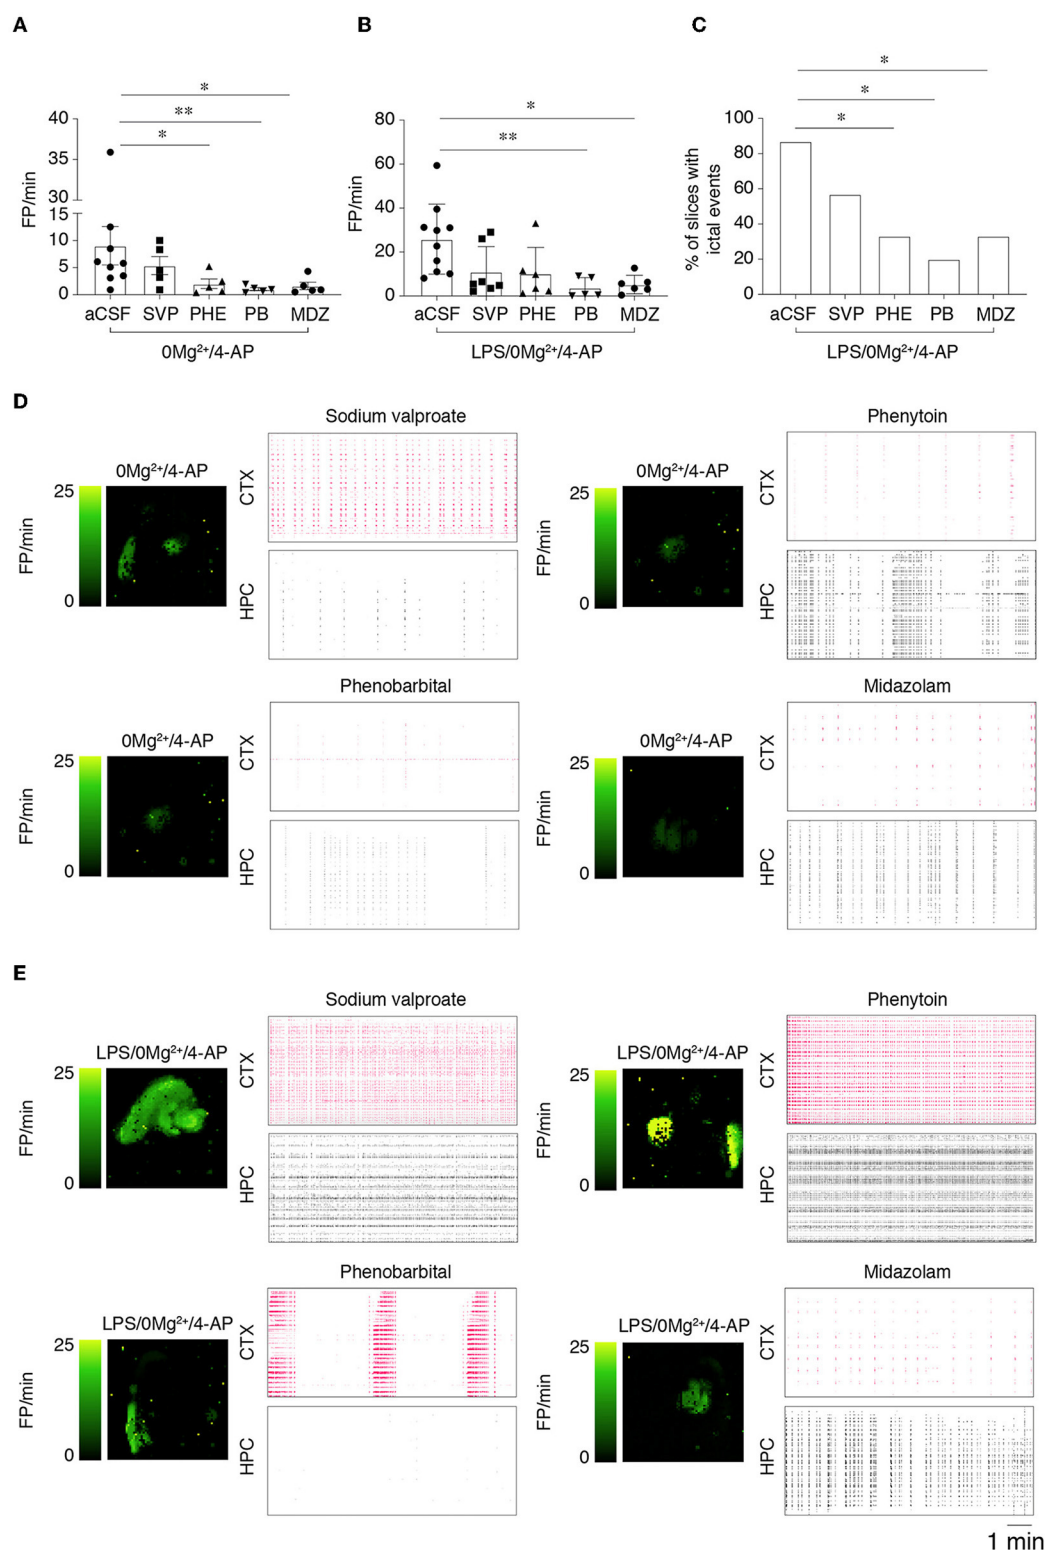 A
B
C
*
**
*
40
35
30
15
10
5
0
FP/min
aCSF SVP PHE PB MDZ
0Mg²⁺/4-AP
*
**
80
60
40
20
0
FP/min
aCSF SVP PHE PB MDZ
LPS/0Mg²⁺/4-AP
*
*
*
100
80
60
40
20
0
% of slices with
ictal events
aCSF SVP PHE PB MDZ
LPS/0Mg²⁺/4-AP
D
Sodium valproate
0Mg²⁺/4-AP
25
0
FP/min
CTX
HPC
Phenytoin
0Mg²⁺/4-AP
25
0
FP/min
CTX
HPC
Phenobarbital
0Mg²⁺/4-AP
25
0
FP/min
CTX
HPC
Midazolam
0Mg²⁺/4-AP
25
0
FP/min
CTX
HPC
E
Sodium valproate
LPS/0Mg²⁺/4-AP
25
0
FP/min
CTX
HPC
Phenytoin
LPS/0Mg²⁺/4-AP
25
0
FP/min
CTX
HPC
Phenobarbital
LPS/0Mg²⁺/4-AP
25
0
FP/min
CTX
HPC
Midazolam
LPS/0Mg²⁺/4-AP
25
0
FP/min
CTX
HPC
1 min